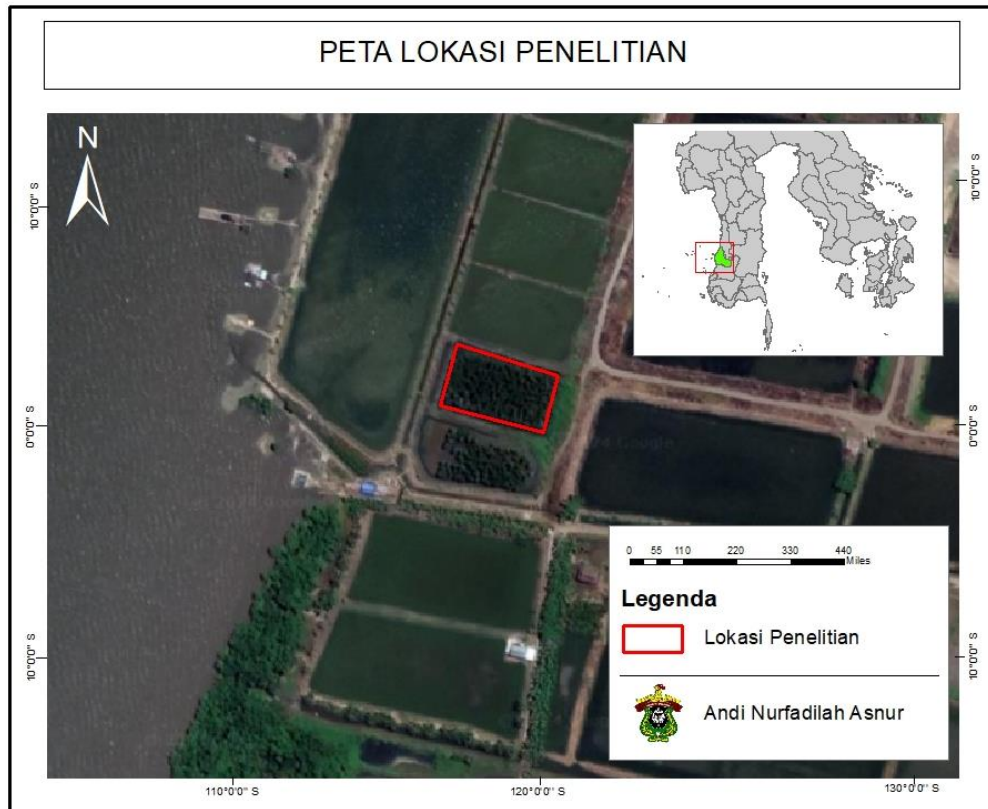 PETA LOKASI PENELITIAN
N
10°0'0" S
10°0'0" S
0°0'0" S
0°0'0" S
10°0'0" S
10°0'0" S
Google
0 55 110 220 330 440
Miles
Legenda
Lokasi Penelitian
Andi Nurfadilah Asnur
110°0'0" S
120°0'0" S
130°0'0" S